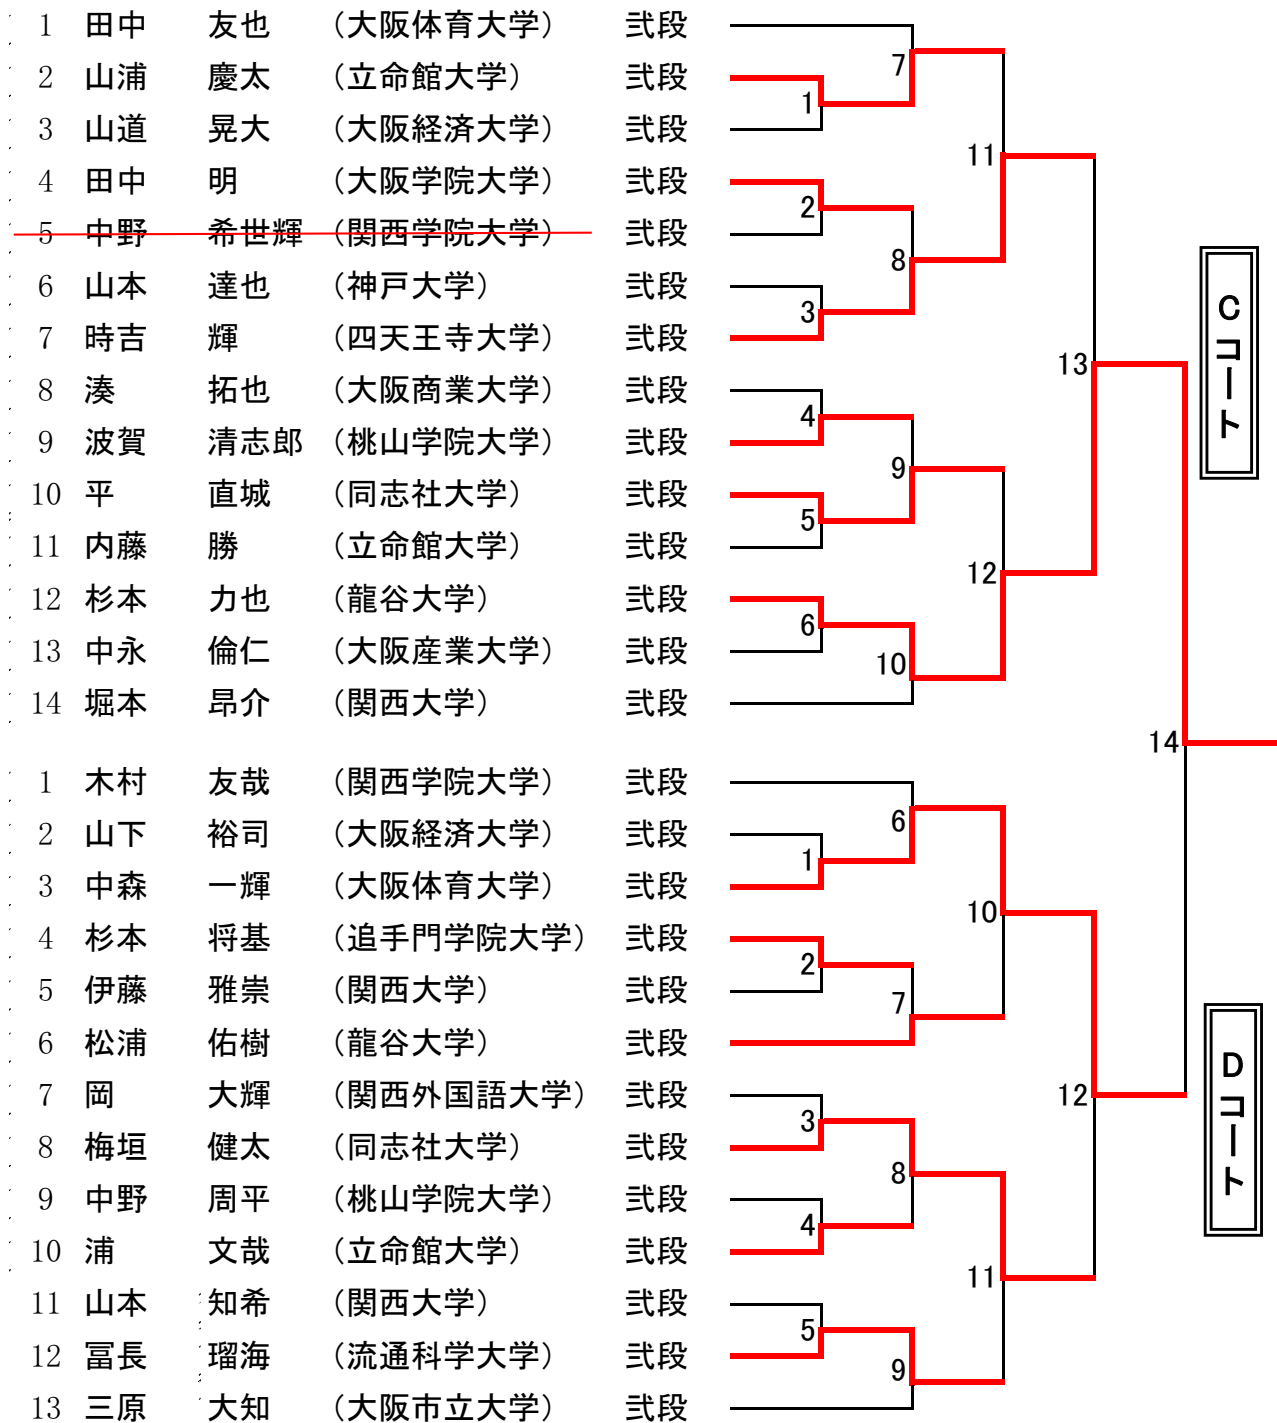 1 田中 友也 （大阪体育大学） 弐段
2 山浦 慶太 （立命館大学） 弐段
3 山道 晃大 （大阪経済大学） 弐段
4 田中 明 （大阪学院大学） 弐段
5 中野 希世輝 （関西学院大学） 弐段
6 山本 達也 （神戸大学） 弐段
7 時吉 輝 （四天王寺大学） 弐段
8 湊 拓也 （大阪商業大学） 弐段
9 波賀 清志郎 （桃山学院大学） 弐段
10 平 直城 （同志社大学） 弐段
11 内藤 勝 （立命館大学） 弐段
12 杉本 力也 （龍谷大学） 弐段
13 中永 倫仁 （大阪産業大学） 弐段
14 堀本 昂介 （関西大学） 弐段
1
2
3
4
5
6
7
8
9
10
11
12
13
14
Cコート
1 木村 友哉 （関西学院大学） 弐段
2 山下 裕司 （大阪経済大学） 弐段
3 中森 一輝 （大阪体育大学） 弐段
4 杉本 将基 （追手門学院大学） 弐段
5 伊藤 雅崇 （関西大学） 弐段
6 松浦 佑樹 （龍谷大学） 弐段
7 岡 大輝 （関西外国語大学） 弐段
8 梅垣 健太 （同志社大学） 弐段
9 中野 周平 （桃山学院大学） 弐段
10 浦 文哉 （立命館大学） 弐段
11 山本 知希 （関西大学） 弐段
12 冨長 瑠海 （流通科学大学） 弐段
13 三原 大知 （大阪市立大学） 弐段
1
2
3
4
5
6
7
8
9
10
11
12
Dコート